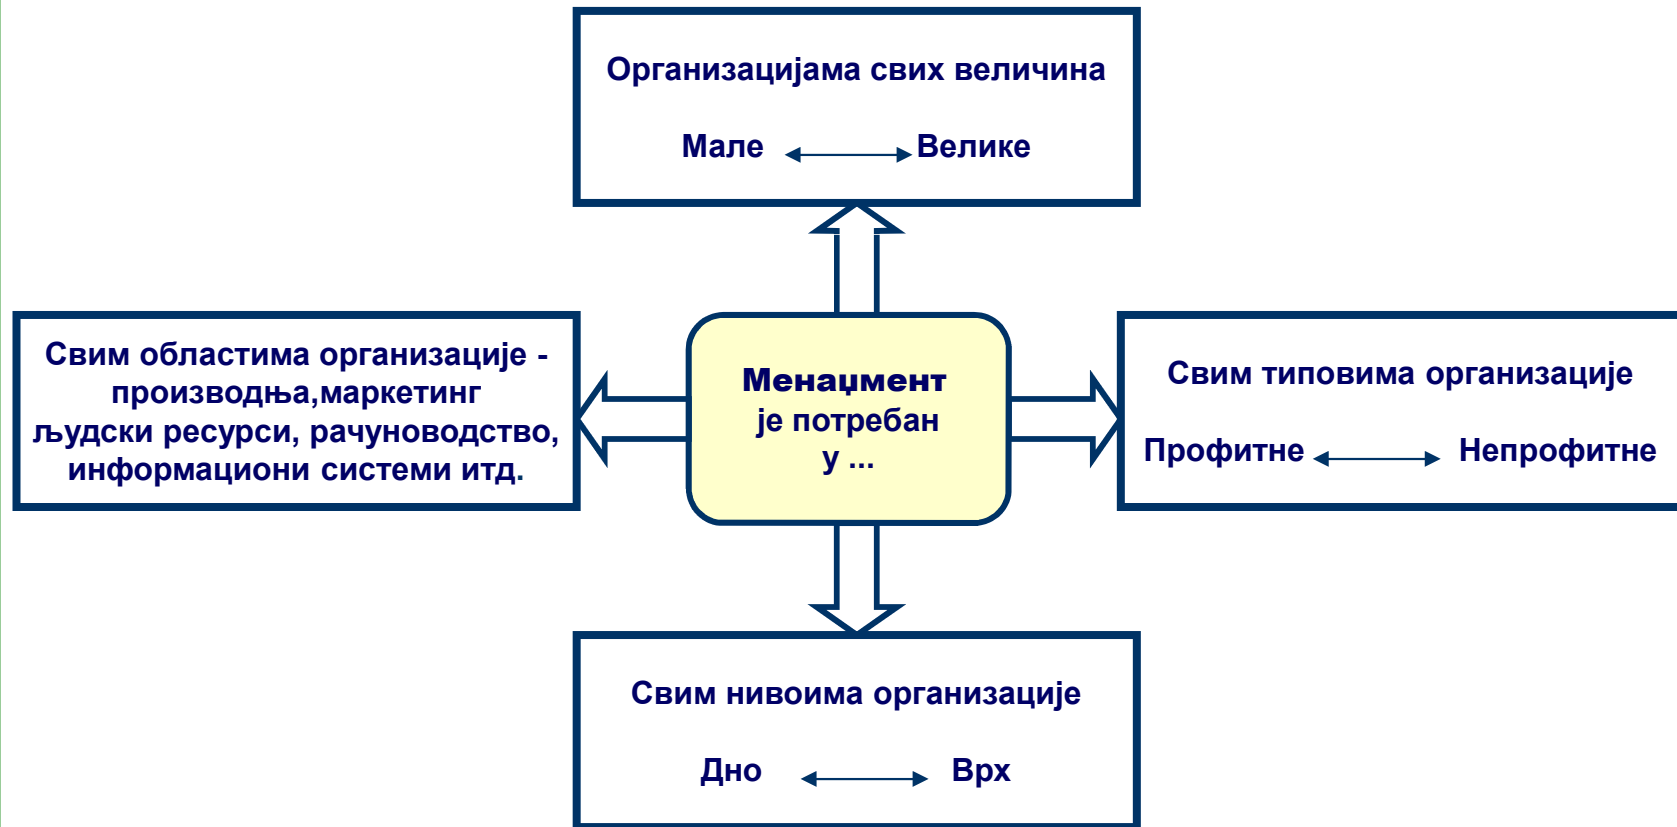 Организацијама свих величина
Мале Велике
Свим областима организације -
производња,маркетинг
људски ресурси, рачуноводство,
информациони системи итд.
Менаџмент
је потребан
у ...
Свим типовима организације
Профитне Непрофитне
Свим нивоима организације
Дно Врх